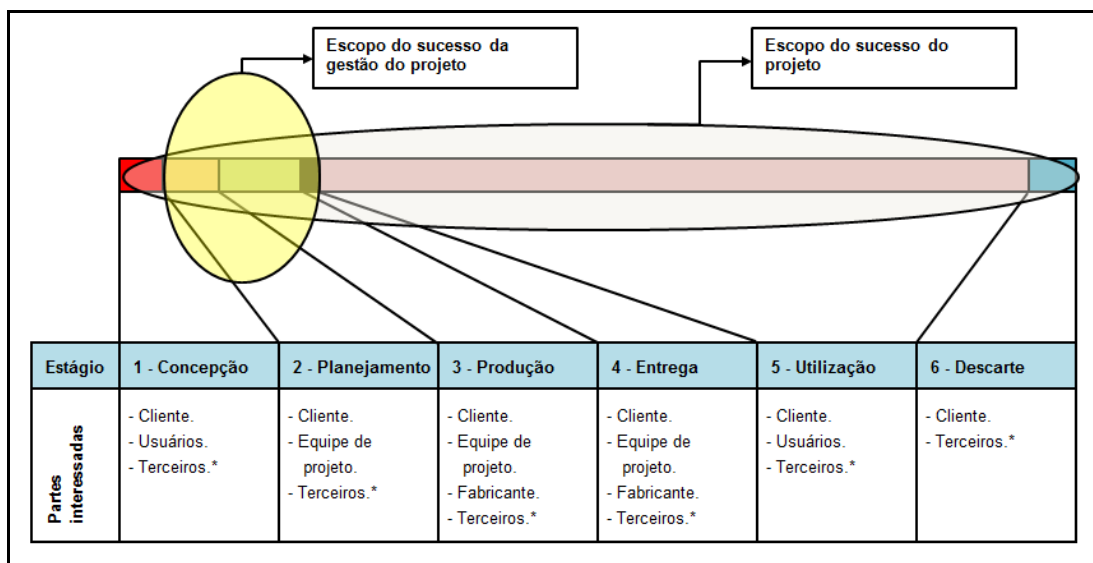 Escopo do sucesso da
gestão do projeto
Escopo do sucesso do
projeto
Estágio
1 - Concepção
2 - Planejamento
3 - Produção
4 - Entrega
5 - Utilização
6 - Descarte
Partes
interessadas
- Cliente.
- Usuários.
- Terceiros.*
- Cliente.
- Equipe de
projeto.
- Terceiros.*
- Cliente.
- Equipe de
projeto.
- Fabricante.
- Terceiros.*
- Cliente.
- Equipe de
projeto.
- Fabricante.
- Terceiros.*
- Cliente.
- Usuários.
- Terceiros.*
- Cliente.
- Terceiros.*